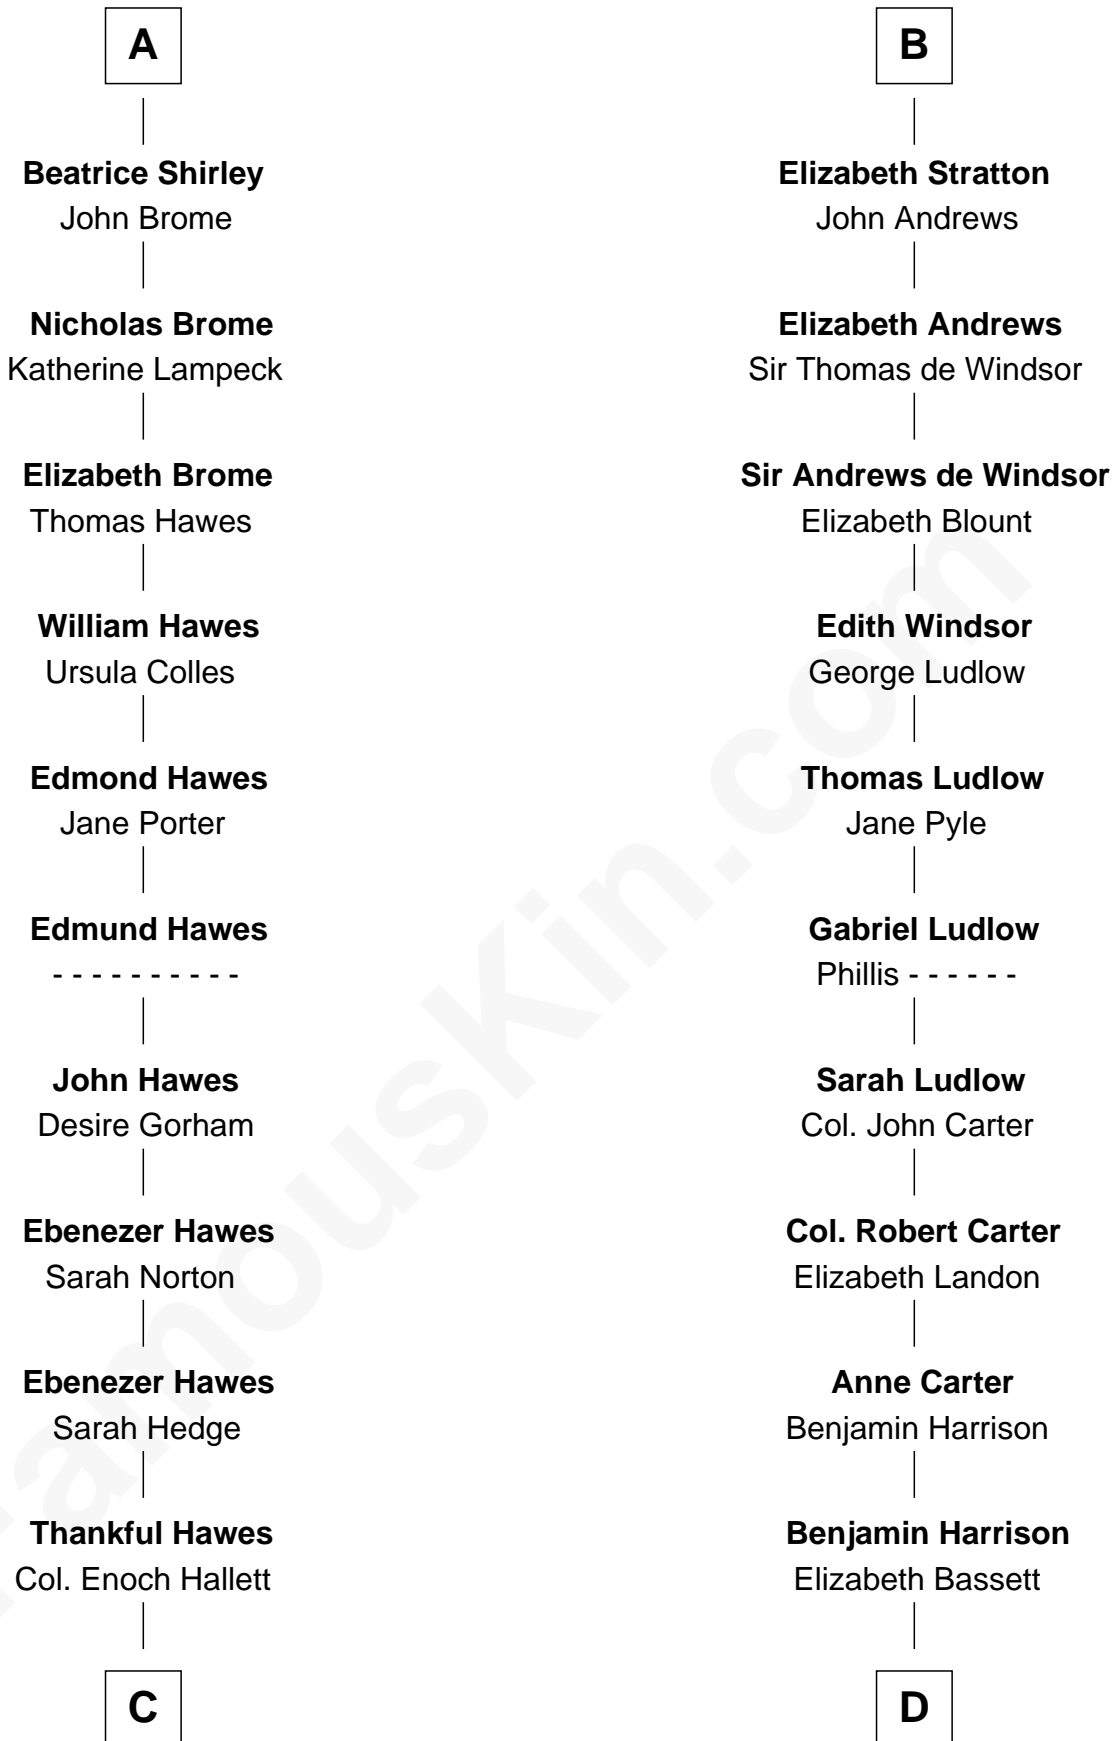 A
Beatrice Shirley
John Brome
Nicholas Brome
Katherine Lampeck
Elizabeth Brome
Thomas Hawes
William Hawes
Ursula Colles
Edmond Hawes
Jane Porter
Edmund Hawes
- - - - - - - - - -
John Hawes
Desire Gorham
Ebenezer Hawes
Sarah Norton
Ebenezer Hawes
Sarah Hedge
Thankful Hawes
Col. Enoch Hallett
C
B
Elizabeth Stratton
John Andrews
Elizabeth Andrews
Sir Thomas de Windsor
Sir Andrews de Windsor
Elizabeth Blount
Edith Windsor
George Ludlow
Thomas Ludlow
Jane Pyle
Gabriel Ludlow
Phillis - - - - - -
Sarah Ludlow
Col. John Carter
Col. Robert Carter
Elizabeth Landon
Anne Carter
Benjamin Harrison
Benjamin Harrison
Elizabeth Bassett
D
FamousKin.com